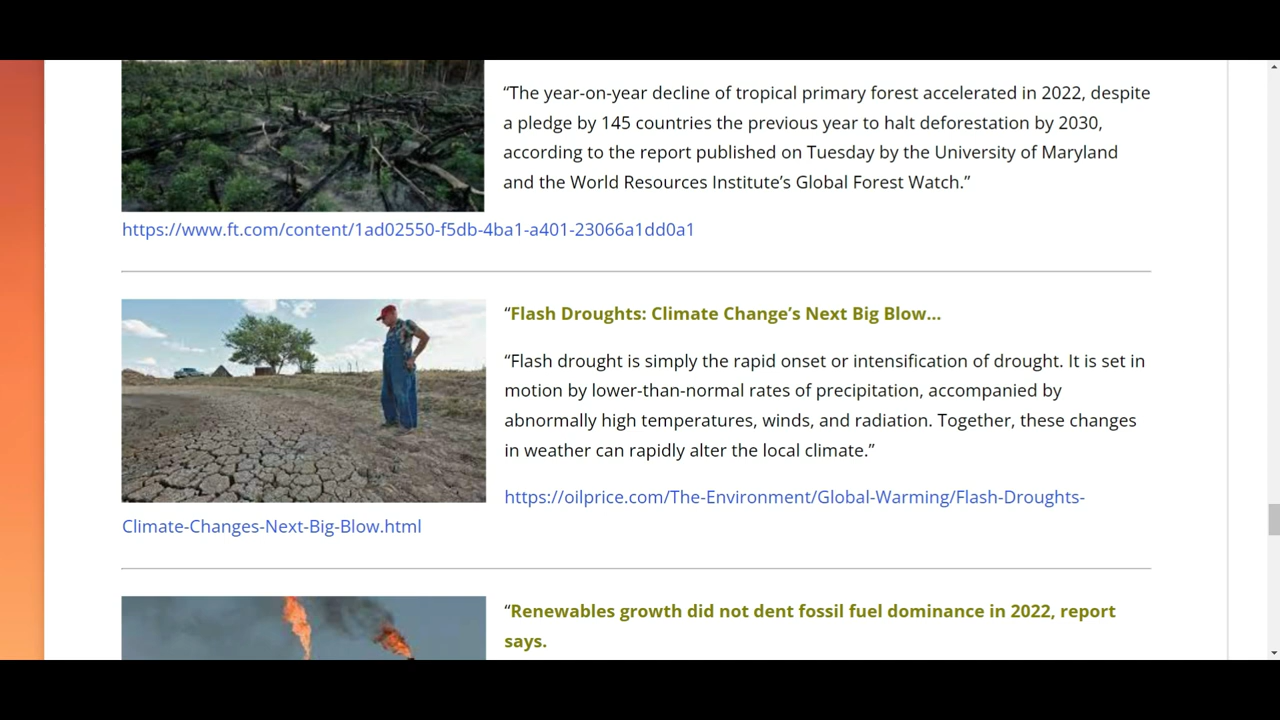 “The year-on-year decline of tropical primary forest accelerated in 2022, despite
a pledge by 145 countries the previous year to halt deforestation by 2030,
according to the report published on Tuesday by the University of Maryland
and the World Resources Institute’s Global Forest Watch.”
https://www.ft.com/content/1ad02550-f5db-4ba1-a401-23066a1dd0a1
“Flash Droughts: Climate Change’s Next Big Blow…
“Flash drought is simply the rapid onset or intensification of drought. It is set in
motion by lower-than-normal rates of precipitation, accompanied by
abnormally high temperatures, winds, and radiation. Together, these changes
in weather can rapidly alter the local climate.”
https://oilprice.com/The-Environment/Global-Warming/Flash-Droughts-
Climate-Changes-Next-Big-Blow.html
“Renewables growth did not dent fossil fuel dominance in 2022, report
says.